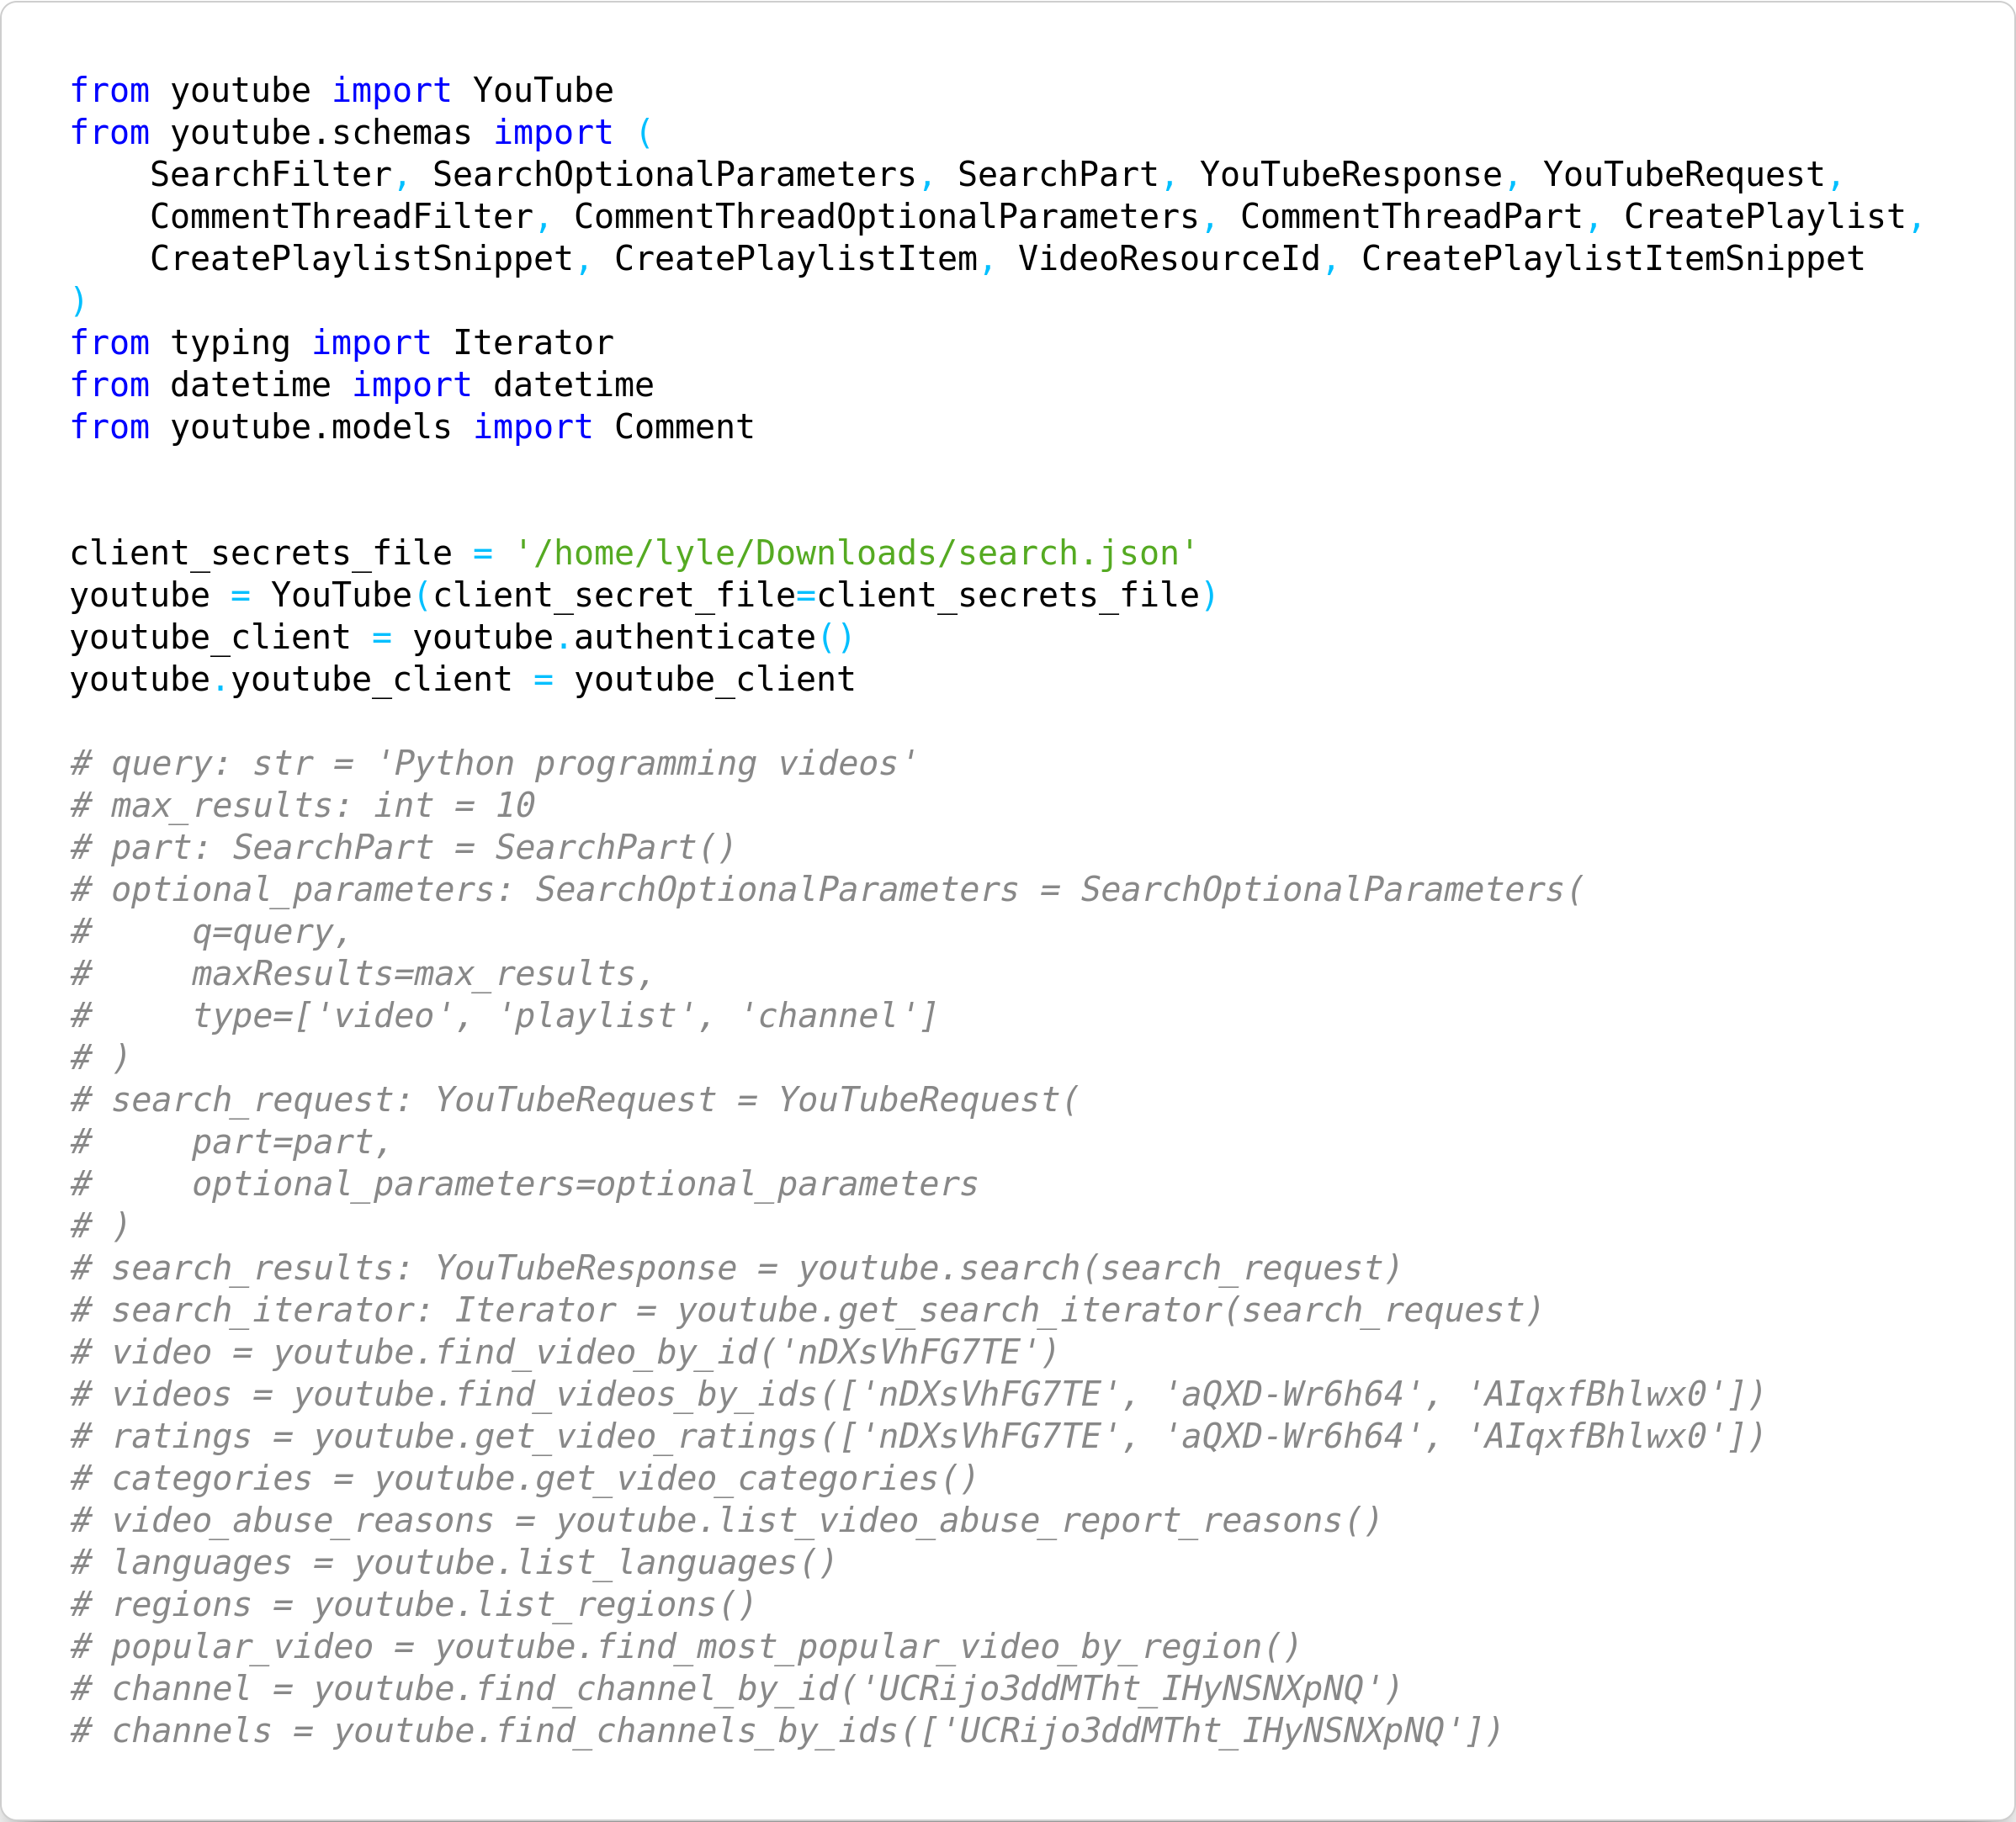 from youtube import YouTube
from youtube.schemas import (
    SearchFilter, SearchOptionalParameters, SearchPart, YouTubeResponse, YouTubeRequest,
    CommentThreadFilter, CommentThreadOptionalParameters, CommentThreadPart, CreatePlaylist,
    CreatePlaylistSnippet, CreatePlaylistItem, VideoResourceId, CreatePlaylistItemSnippet
)
from typing import Iterator
from datetime import datetime
from youtube.models import Comment

client_secrets_file = '/home/lyle/Downloads/search.json'
youtube = YouTube(client_secret_file=client_secrets_file)
youtube_client = youtube.authenticate()
youtube.youtube_client = youtube_client

# query: str = 'Python programming videos'
# max_results: int = 10
# part: SearchPart = SearchPart()
# optional_parameters: SearchOptionalParameters = SearchOptionalParameters(
#     q=query,
#     maxResults=max_results,
#     type=['video', 'playlist', 'channel']
# )
# search_request: YouTubeRequest = YouTubeRequest(
#     part=part,
#     optional_parameters=optional_parameters
# )
# search_results: YouTubeResponse = youtube.search(search_request)
# search_iterator: Iterator = youtube.get_search_iterator(search_request)
# video = youtube.find_video_by_id('nDXsVhFG7TE')
# videos = youtube.find_videos_by_ids(['nDXsVhFG7TE', 'aQXD-Wr6h64', 'AIqxfBhlwx0'])
# ratings = youtube.get_video_ratings(['nDXsVhFG7TE', 'aQXD-Wr6h64', 'AIqxfBhlwx0'])
# categories = youtube.get_video_categories()
# video_abuse_reasons = youtube.list_video_abuse_report_reasons()
# languages = youtube.list_languages()
# regions = youtube.list_regions()
# popular_video = youtube.find_most_popular_video_by_region()
# channel = youtube.find_channel_by_id('UCRijo3ddMTht_IHyNSNXpNQ')
# channels = youtube.find_channels_by_ids(['UCRijo3ddMTht_IHyNSNXpNQ'])